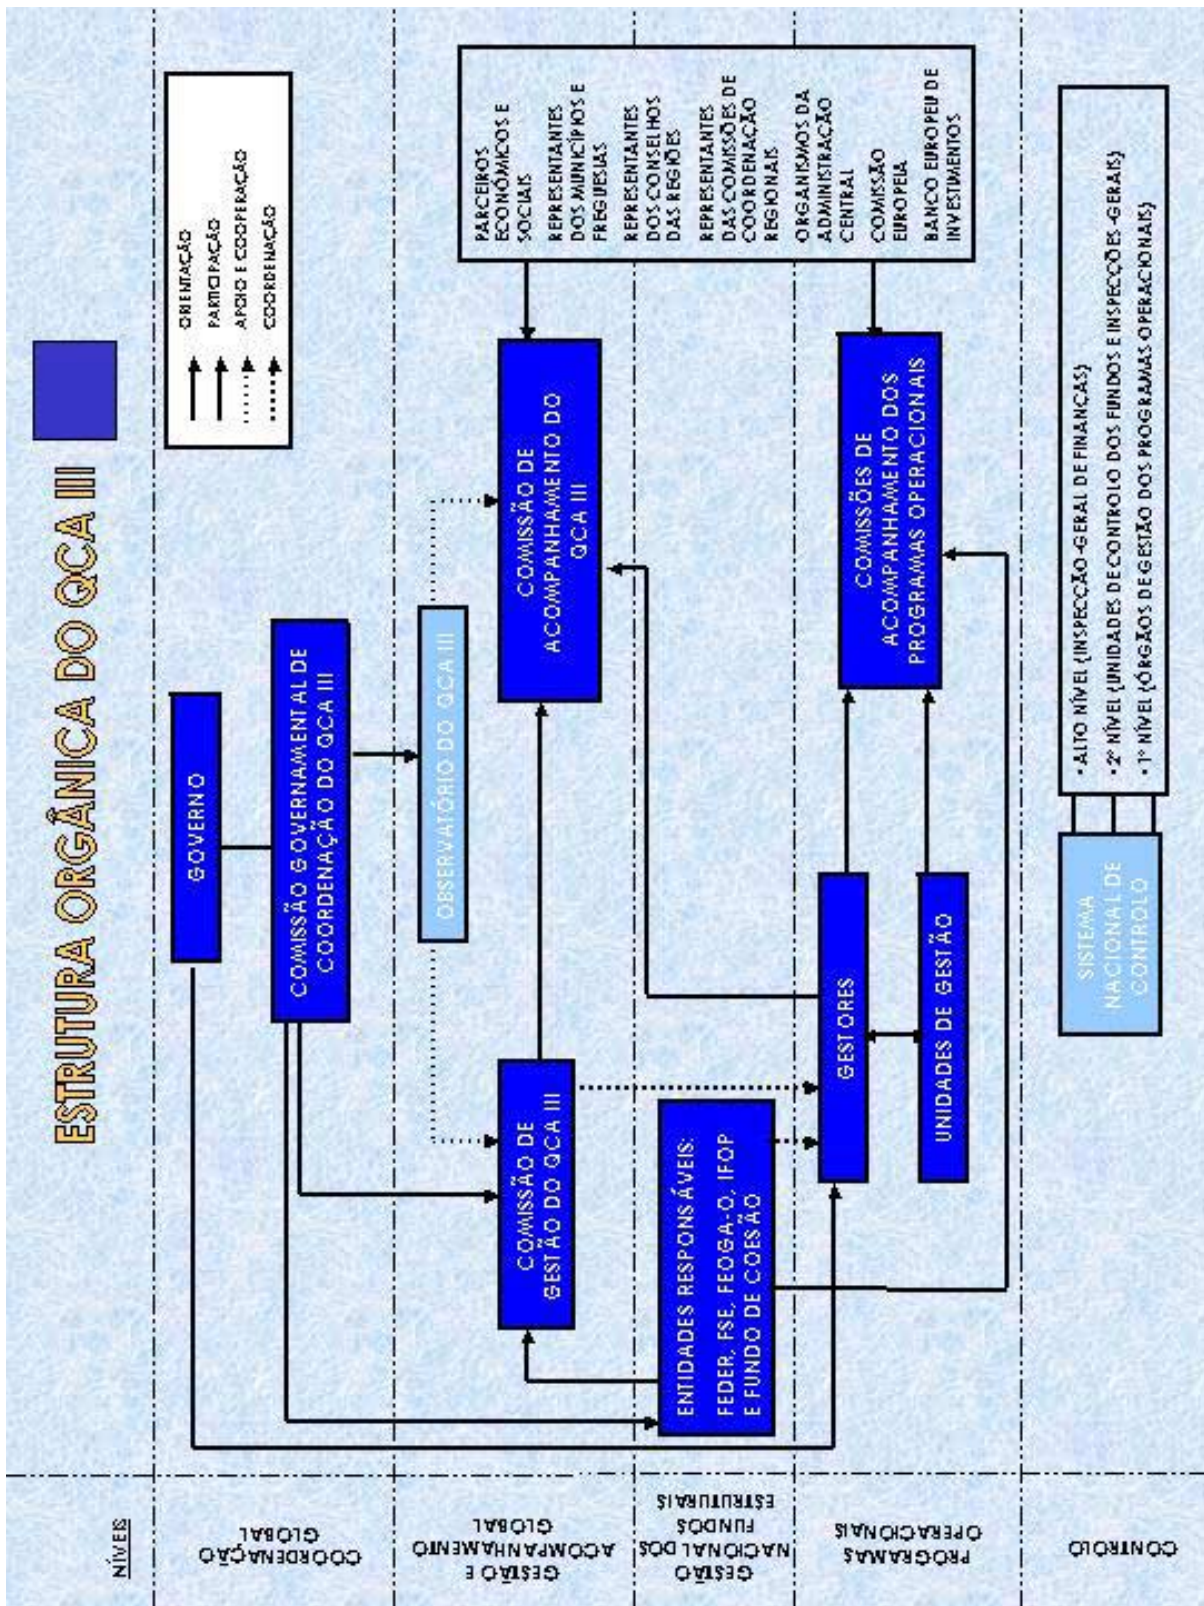 ESTRUTURA ORGÂNICA DO QCA III
NÍVEIS
COORDENAÇÃO
GLOBAL
GOVERNO
COMISSÃO GOVERNAMENTAL DE
COORDENAÇÃO DO QCA III
ORIENTAÇÃO
PARTICIPAÇÃO
APOIO E COOPERAÇÃO
COORDENAÇÃO
GESTÃO E
ACOMPANHAMENTO
GLOBAL
OBSERVATÓRIO DO QCA III
COMISSÃO DE
GESTÃO DO QCA III
COMISSÃO DE
ACOMPANHAMENTO DO
QCA III
PARCEIROS
ECONÓMICOS E
SOCIAIS
REPRESENTANTES
DOS MUNICÍPIOS E
FREGUESIAS
REPRESENTANTES
DOS CONSELHOS
DAS REGIÕES
REPRESENTANTES
DAS COMISSÕES DE
COORDENAÇÃO
REGIONAIS
ORGANISMOS DA
ADMINISTRAÇÃO
CENTRAL
COMISSÃO
EUROPEIA
BANCO EUROPEU DE
INVESTIMENTOS
GESTÃO
NACIONAL DOS
FUNDOS
ESTRUTURAIS
ENTIDADES RESPONSÁVEIS:
FEDER, FSE, FEOGA-O, IFOP
E FUNDO DE COESÃO
PROGRAMAS
OPERACIONAIS
GESTORES
UNIDADES DE GESTÃO
COMISSÕES DE
ACOMPANHAMENTO DOS
PROGRAMAS OPERACIONAIS
CONTROLO
SISTEMA
NACIONAL DE
CONTROLO
• ALTO NÍVEL (INSPECÇÃO-GERAL DE FINANÇAS)
• 2º NÍVEL (UNIDADES DE CONTROLO DOS FUNDOS E INSPECÇÕES-GERAIS)
• 1º NÍVEL (ÓRGÃOS DE GESTÃO DOS PROGRAMAS OPERACIONAIS)